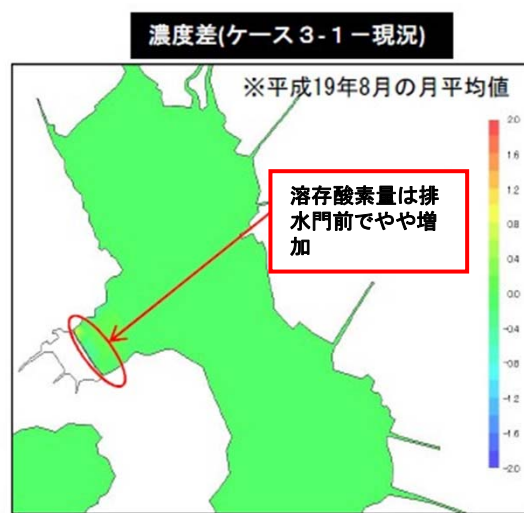 濃度差(ケース3-1－現況)
※平成19年8月の月平均値
溶存酸素量は排
水門前でやや増
加
2.0
1.6
1.2
0.8
0.4
0.0
-0.4
-0.8
-1.2
-1.6
-2.0